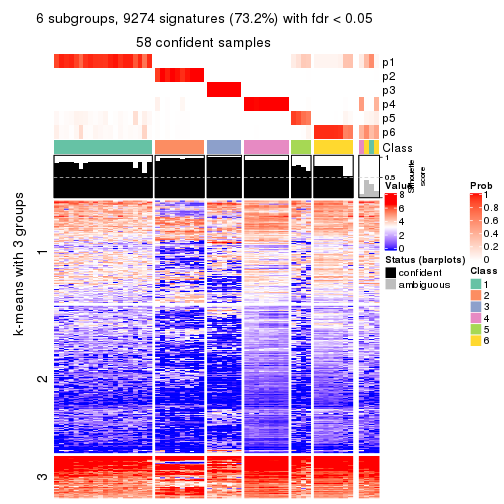 6 subgroups, 9274 signatures (73.2%) with fdr < 0.05
58 confident samples
p1
p2
p3
p4
p5
p6
Class
1
0.5
0
Silhouette
score
k-means with 3 groups
1
2
3
Value
8
6
4
2
0
Status (barplots)
confident
ambiguous
Prob
1
0.8
0.6
0.4
0.2
0
Class
1
2
3
4
5
6